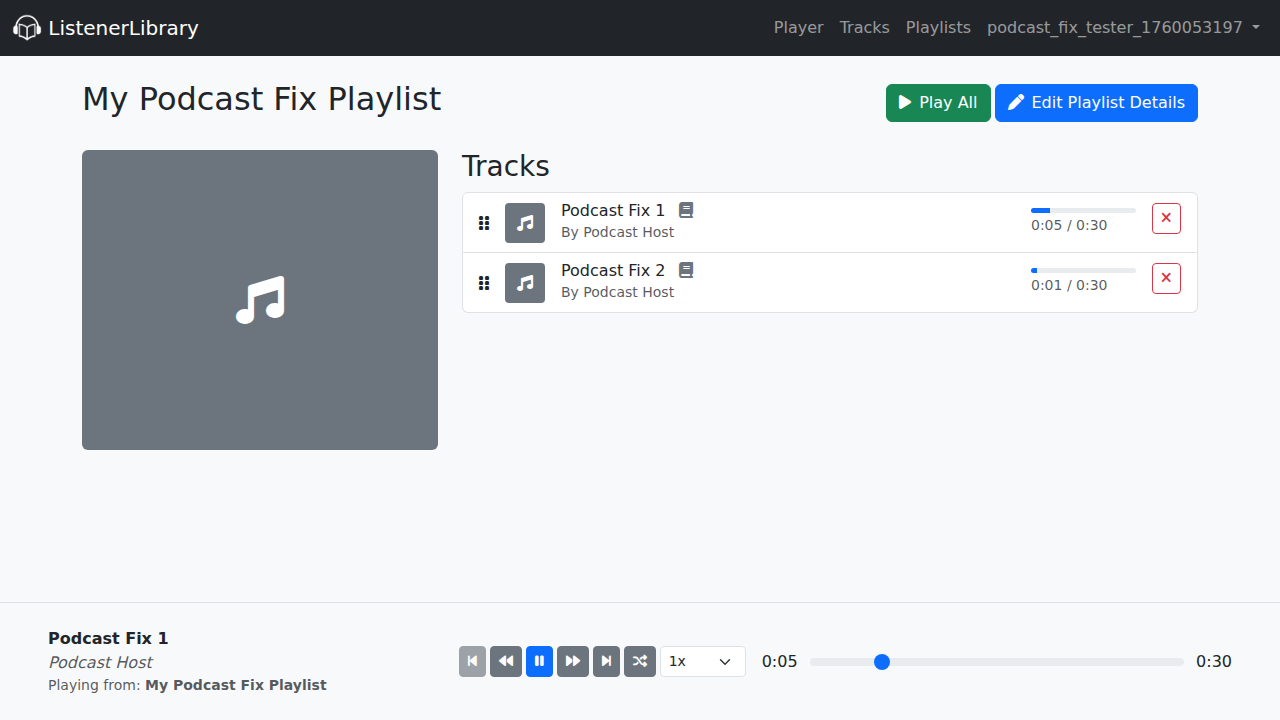 ListenerLibrary
Player Tracks Playlists podcast_fix_tester_1760053197
My Podcast Fix Playlist
Play All
Edit Playlist Details
Tracks
Podcast Fix 1
By Podcast Host
0:05 / 0:30
Podcast Fix 2
By Podcast Host
0:01 / 0:30
Podcast Fix 1
Podcast Host
Playing from: My Podcast Fix Playlist
1x
0:05
0:30